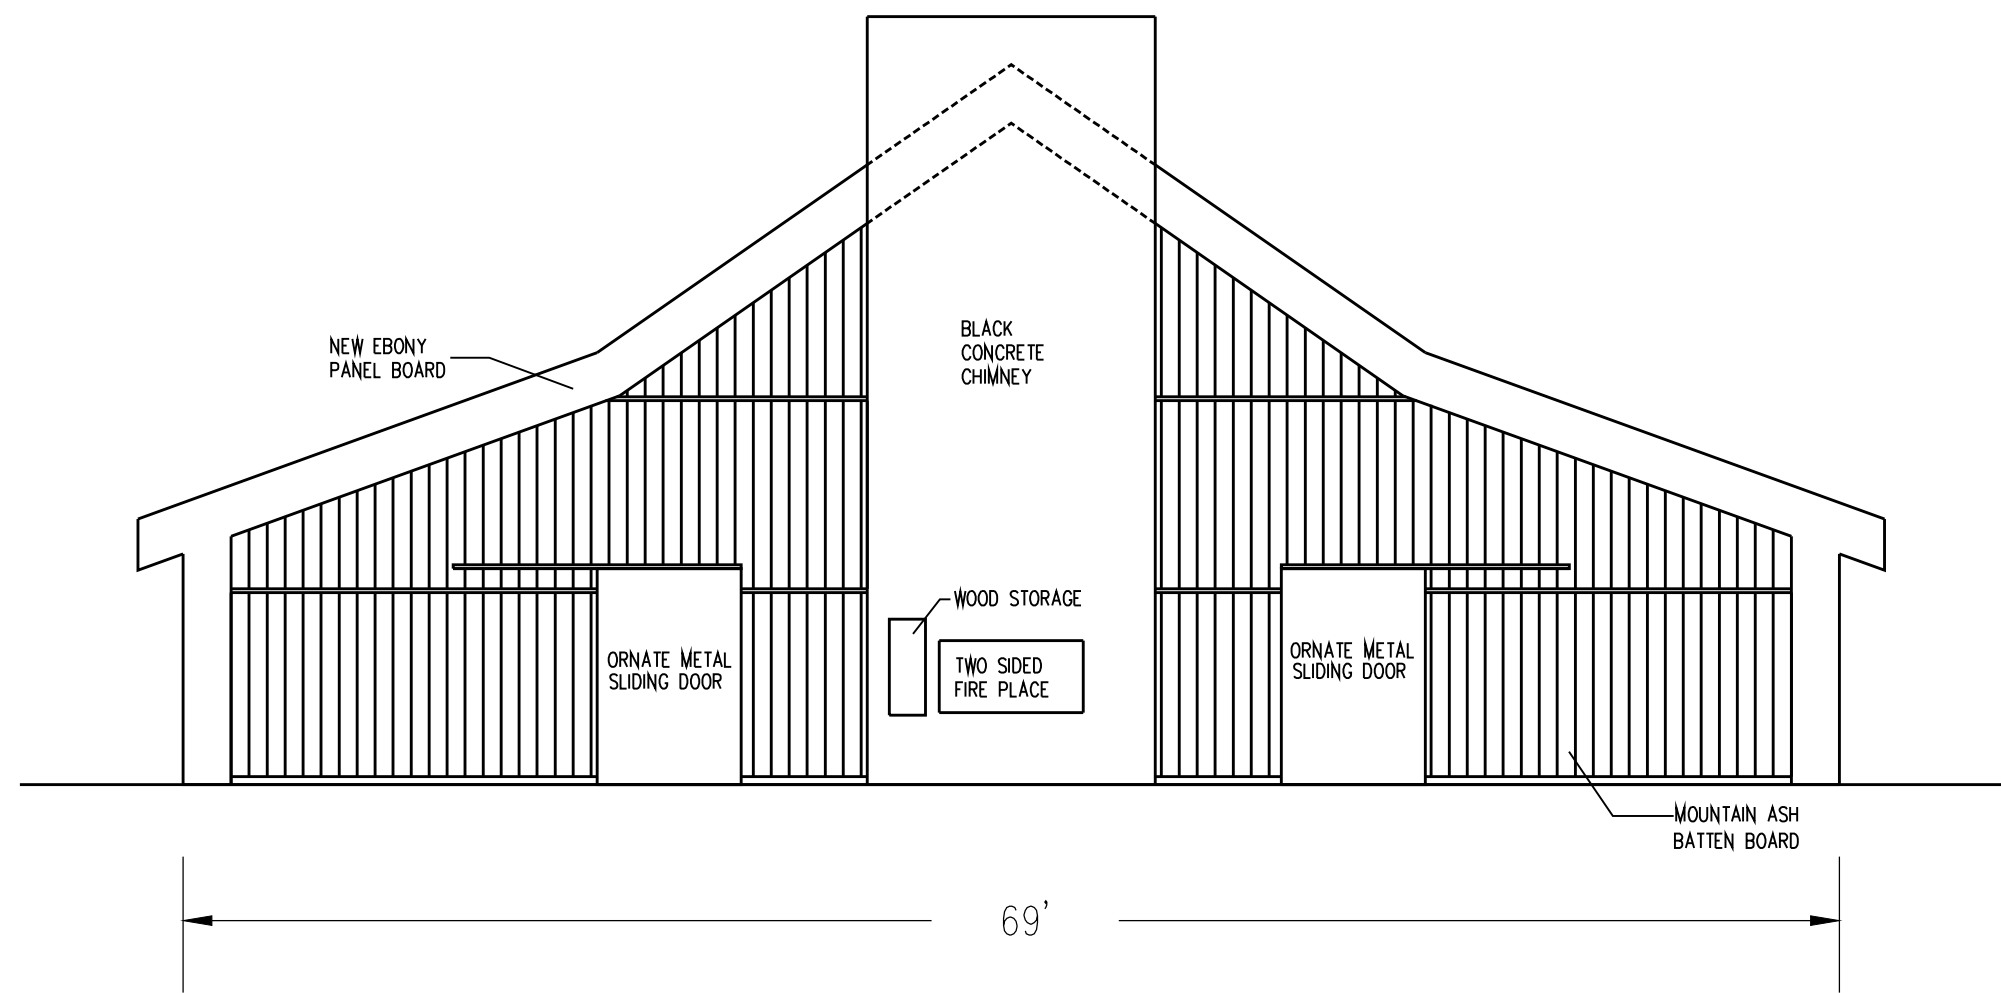 BLACK
CONCRETE
CHIMNEY
NEW EBONY
PANEL BOARD
WOOD STORAGE
TWO SIDED
FIRE PLACE
ORNATE METAL
SLIDING DOOR
ORNATE METAL
SLIDING DOOR
MOUNTAIN ASH
BATTEN BOARD
69'